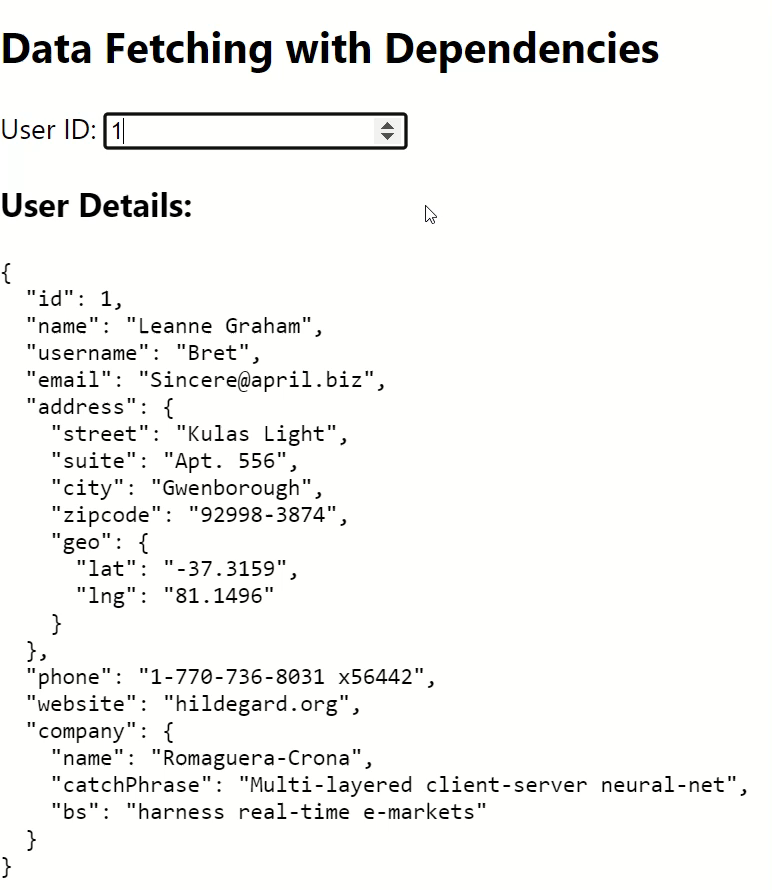 Data Fetching with Dependencies
User ID: 1
User Details:
{
  "id": 1,
  "name": "Leanne Graham",
  "username": "Bret",
  "email": "Sincere@april.biz",
  "address": {
    "street": "Kulas Light",
    "suite": "Apt. 556",
    "city": "Gwenborough",
    "zipcode": "92998-3874",
    "geo": {
      "lat": "-37.3159",
      "lng": "81.1496"
    }
  },
  "phone": "1-770-736-8031 x56442",
  "website": "hildegard.org",
  "company": {
    "name": "Romaguera-Crona",
    "catchPhrase": "Multi-layered client-server neural-net",
    "bs": "harness real-time e-markets"
  }
}